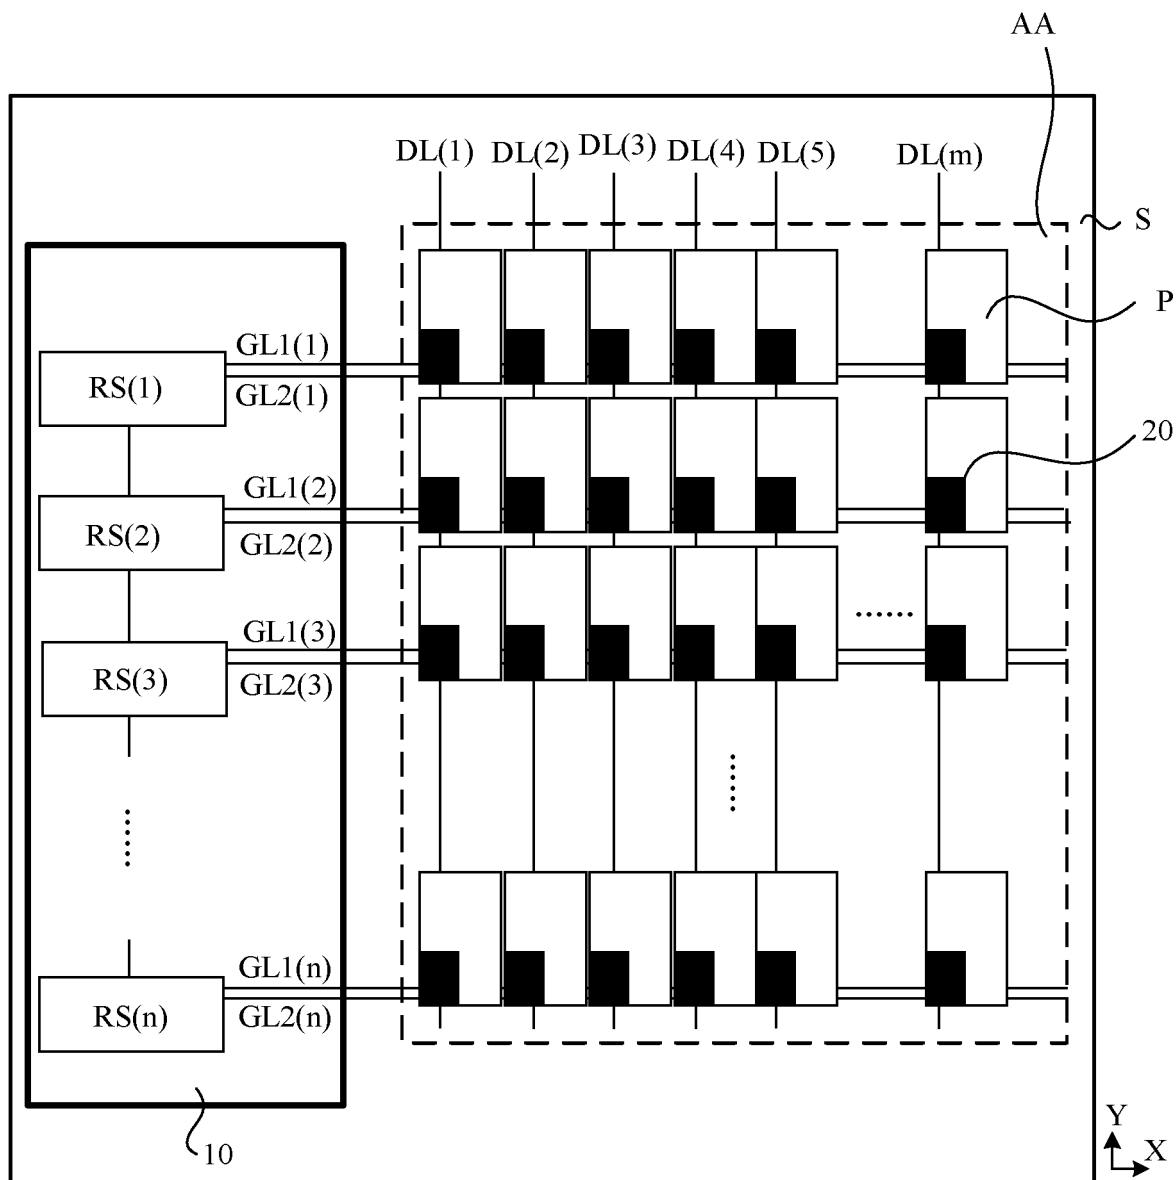 AA
DL(1) DL(2) DL(3) DL(4) DL(5) DL(m)
S
P
GL1(1)
RS(1)
GL2(1)
20
GL1(2)
RS(2)
GL2(2)
......
GL1(3)
RS(3)
GL2(3)
......
......
GL1(n)
RS(n)
GL2(n)
10
Y
X